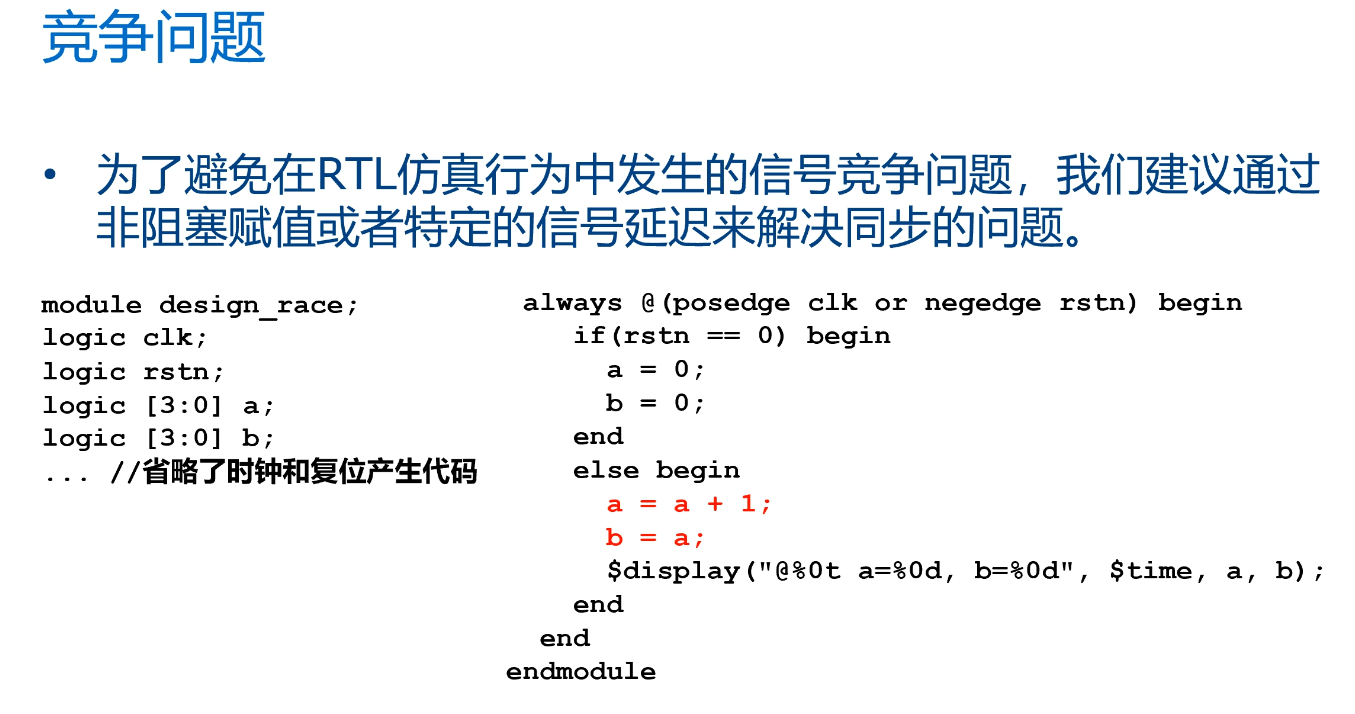 竞争问题
• 为了避免在RTL仿真行为中发生的信号竞争问题，我们建议通过
非阻塞赋值或者特定的信号延迟来解决同步的问题。
module design_race;
logic clk;
logic rstn;
logic [3:0] a;
logic [3:0] b;
... //省略了时钟和复位产生代码
always @(posedge clk or negedge rstn) begin
if(rstn == 0) begin
a = 0;
b = 0;
end
else begin
a = a + 1;
b = a;
$display("@%0t a=%0d, b=%0d", $time, a, b);
end
end
endmodule